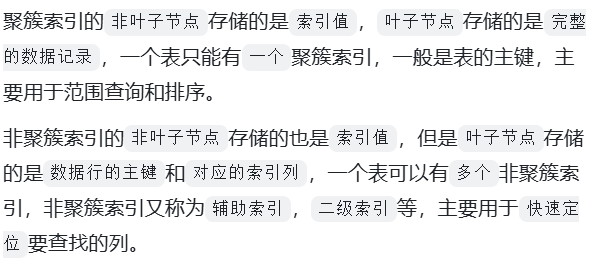 聚簇索引的 非叶子节点 存储的是 索引值 ， 叶子节点 存储的是 完整
的数据记录 ，一个表只能有 一个 聚簇索引，一般是表的主键，主
要用于范围查询和排序。
非聚簇索引的 非叶子节点 存储的也是 索引值 ，但是 叶子节点 存储
的是 数据行的主键 和 对应的索引列 ，一个表可以有 多个 非聚簇索
引，非聚簇索引又称为 辅助索引 ， 二级索引 等，主要用于 快速定
位 要查找的列。